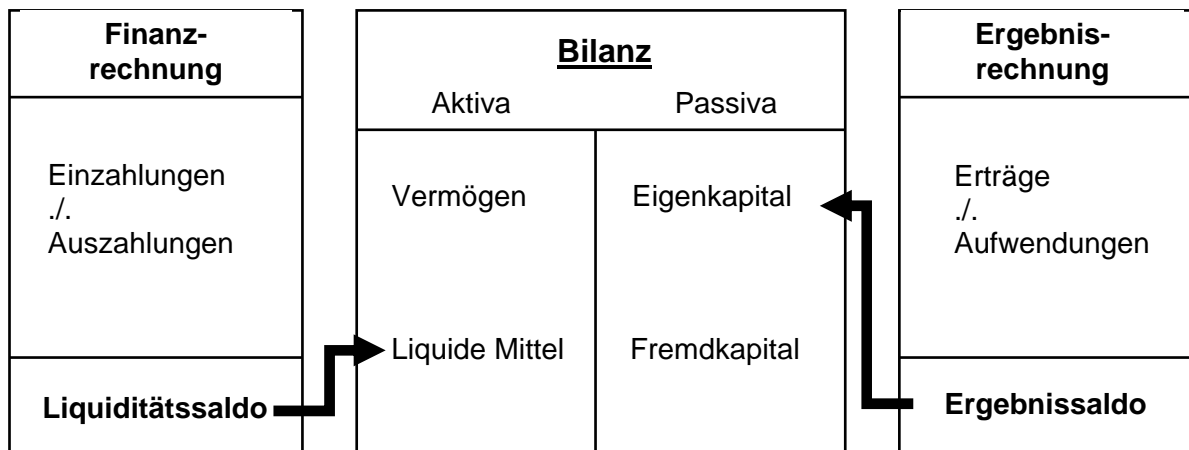 Finanz-
rechnung
Einzahlungen
./.
Auszahlungen
Liquiditätssaldo
Bilanz
Aktiva Passiva
Vermögen Eigenkapital
Liquide Mittel Fremdkapital
Ergebnis-
rechnung
Erträge
./.
Aufwendungen
Ergebnissaldo